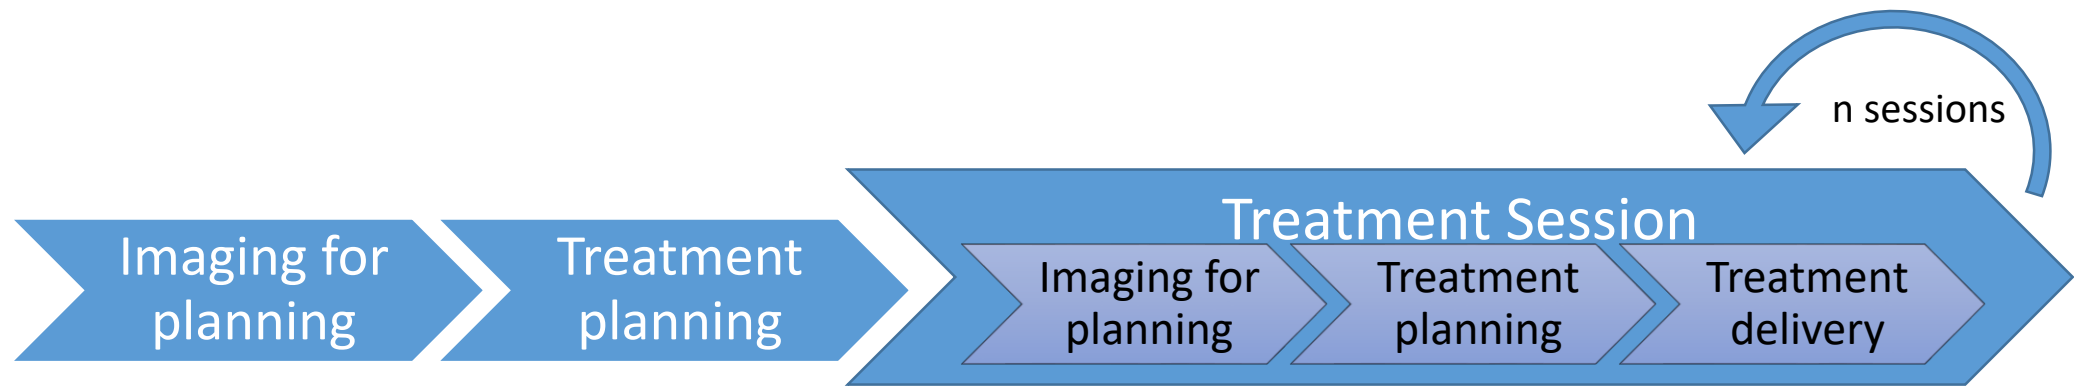 n sessions
Treatment Session
Imaging for
planning
Treatment
planning
Imaging for
planning
Treatment
planning
Treatment
delivery